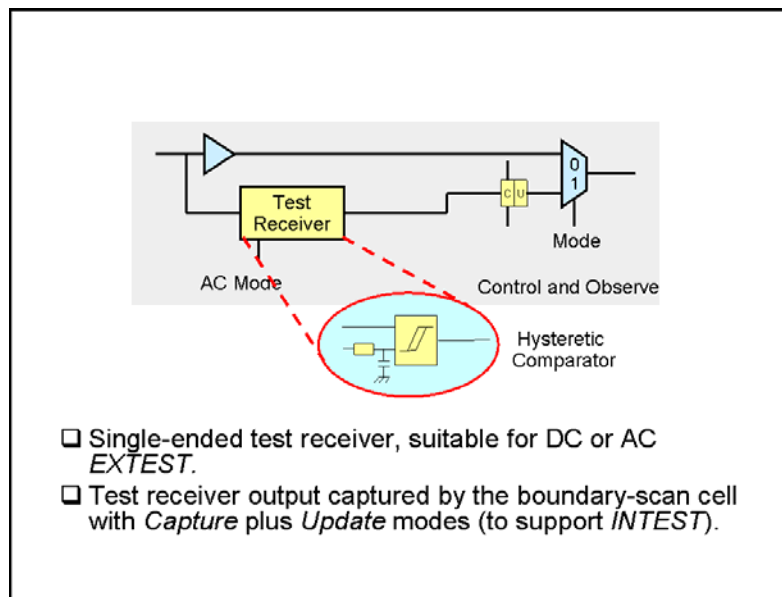 0
1
C U
Test
Receiver
Mode
AC Mode
Control and Observe
Hysteretic
Comparator
❑ Single-ended test receiver, suitable for DC or AC
EXTEST.
❑ Test receiver output captured by the boundary-scan cell
with Capture plus Update modes (to support INTEST).